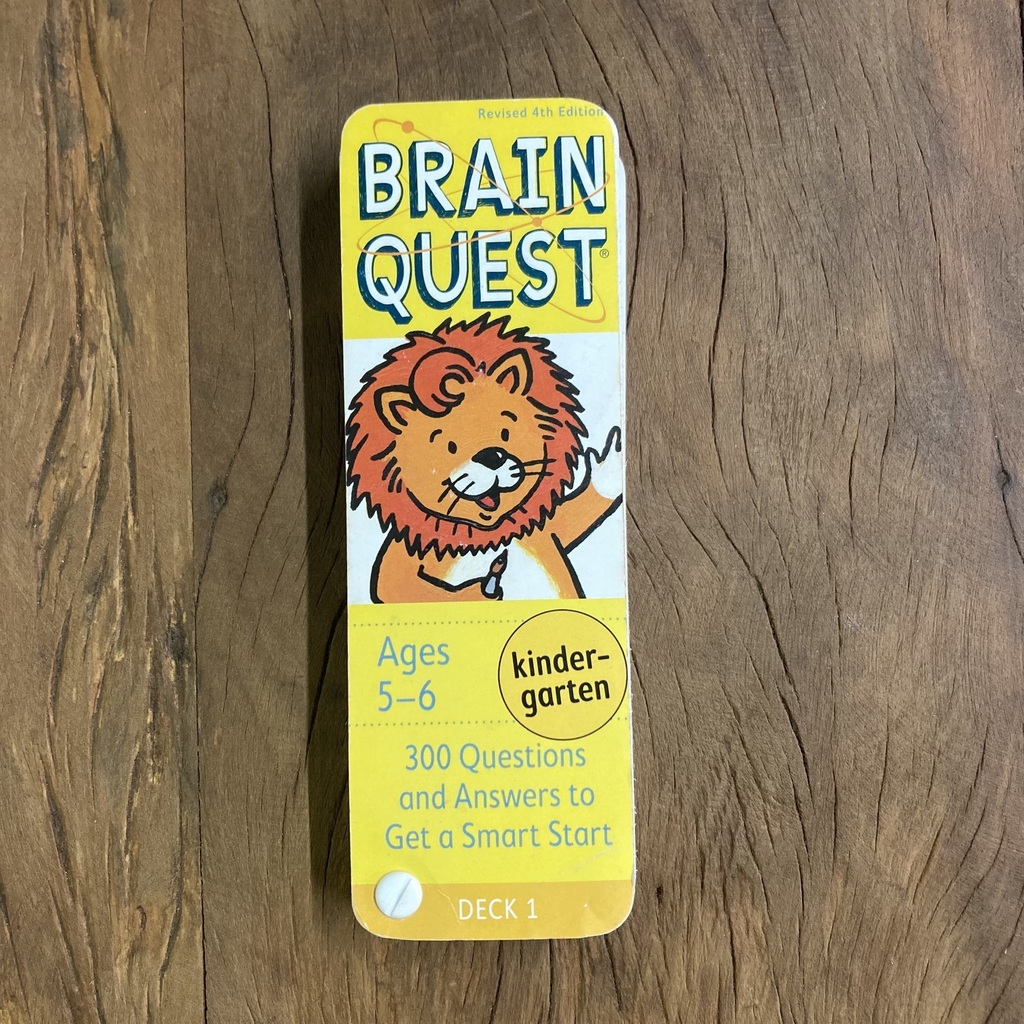 Revised 4th Edition
BRAIN
QUEST®
Ages
5–6
kinder-
garten
300 Questions
and Answers to
Get a Smart Start
DECK 1